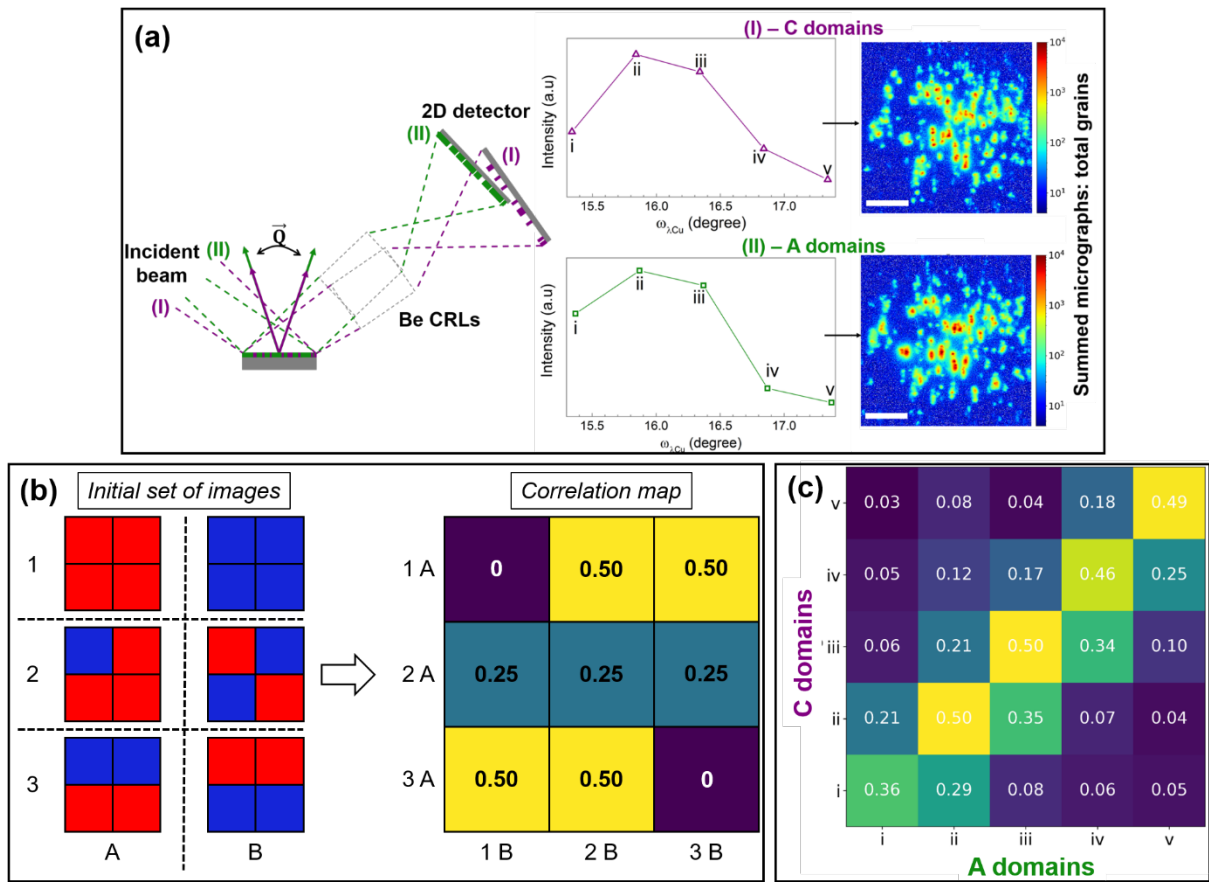 (a)
(I) – C domains
Intensity (a.u)
i
ii
iii
iv
v
15.5 16.0 16.5 17.0
ωλCu (degree)
10⁴
10³
10²
10¹
2D detector
(II)
(I)
Q
(II)
Incident
beam
(I)
Be CRLs
(II) – A domains
Intensity (a.u)
i
ii
iii
iv
v
15.5 16.0 16.5 17.0
ωλCu (degree)
10⁴
10³
10²
10¹
Summed micrographs: total grains
(b)
Initial set of images
1
2
3
A B
Correlation map
1 A 0 0.50 0.50
2 A 0.25 0.25 0.25
3 A 0.50 0.50 0
1 B 2 B 3 B
(c)
C domains
v 0.03 0.08 0.04 0.18 0.49
iv 0.05 0.12 0.17 0.46 0.25
iii 0.06 0.21 0.50 0.34 0.10
ii 0.21 0.50 0.35 0.07 0.04
i 0.36 0.29 0.08 0.06 0.05
i ii iii iv v
A domains